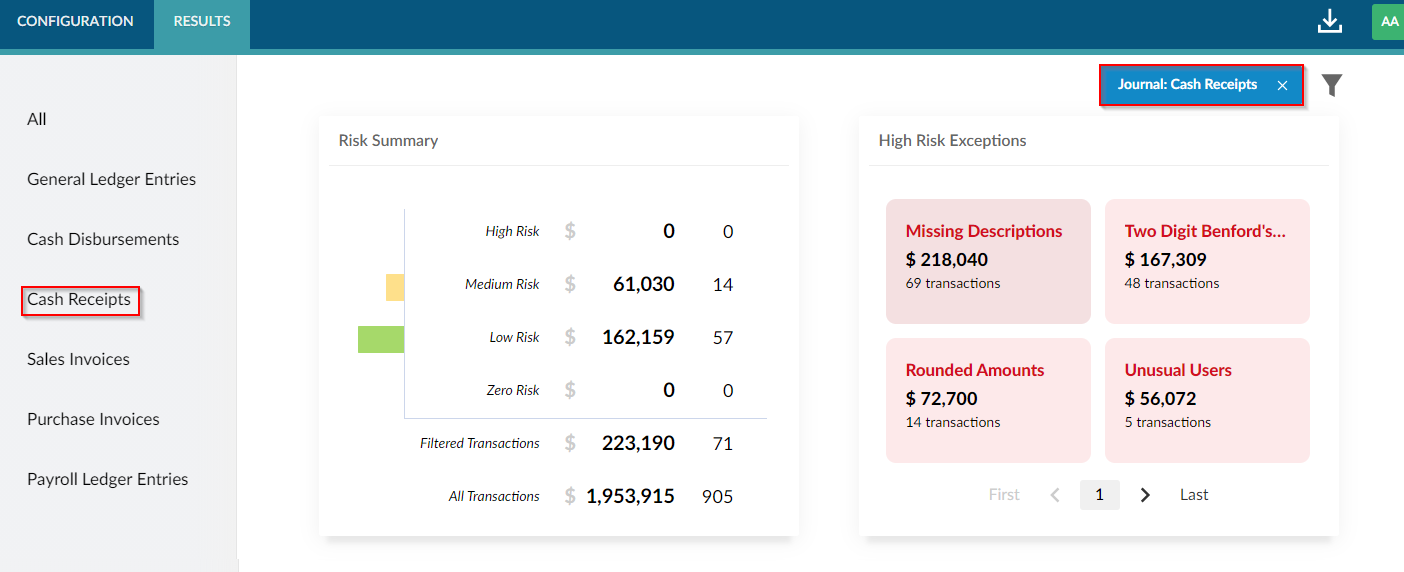 CONFIGURATION RESULTS AA
Journal: Cash Receipts ×
All
General Ledger Entries
Cash Disbursements
Cash Receipts
Sales Invoices
Purchase Invoices
Payroll Ledger Entries
Risk Summary
High Risk $ 0 0
Medium Risk $ 61,030 14
Low Risk $ 162,159 57
Zero Risk $ 0 0
Filtered Transactions $ 223,190 71
All Transactions $ 1,953,915 905
High Risk Exceptions
Missing Descriptions
$ 218,040
69 transactions
Two Digit Benford's...
$ 167,309
48 transactions
Rounded Amounts
$ 72,700
14 transactions
Unusual Users
$ 56,072
5 transactions
First < 1 > Last